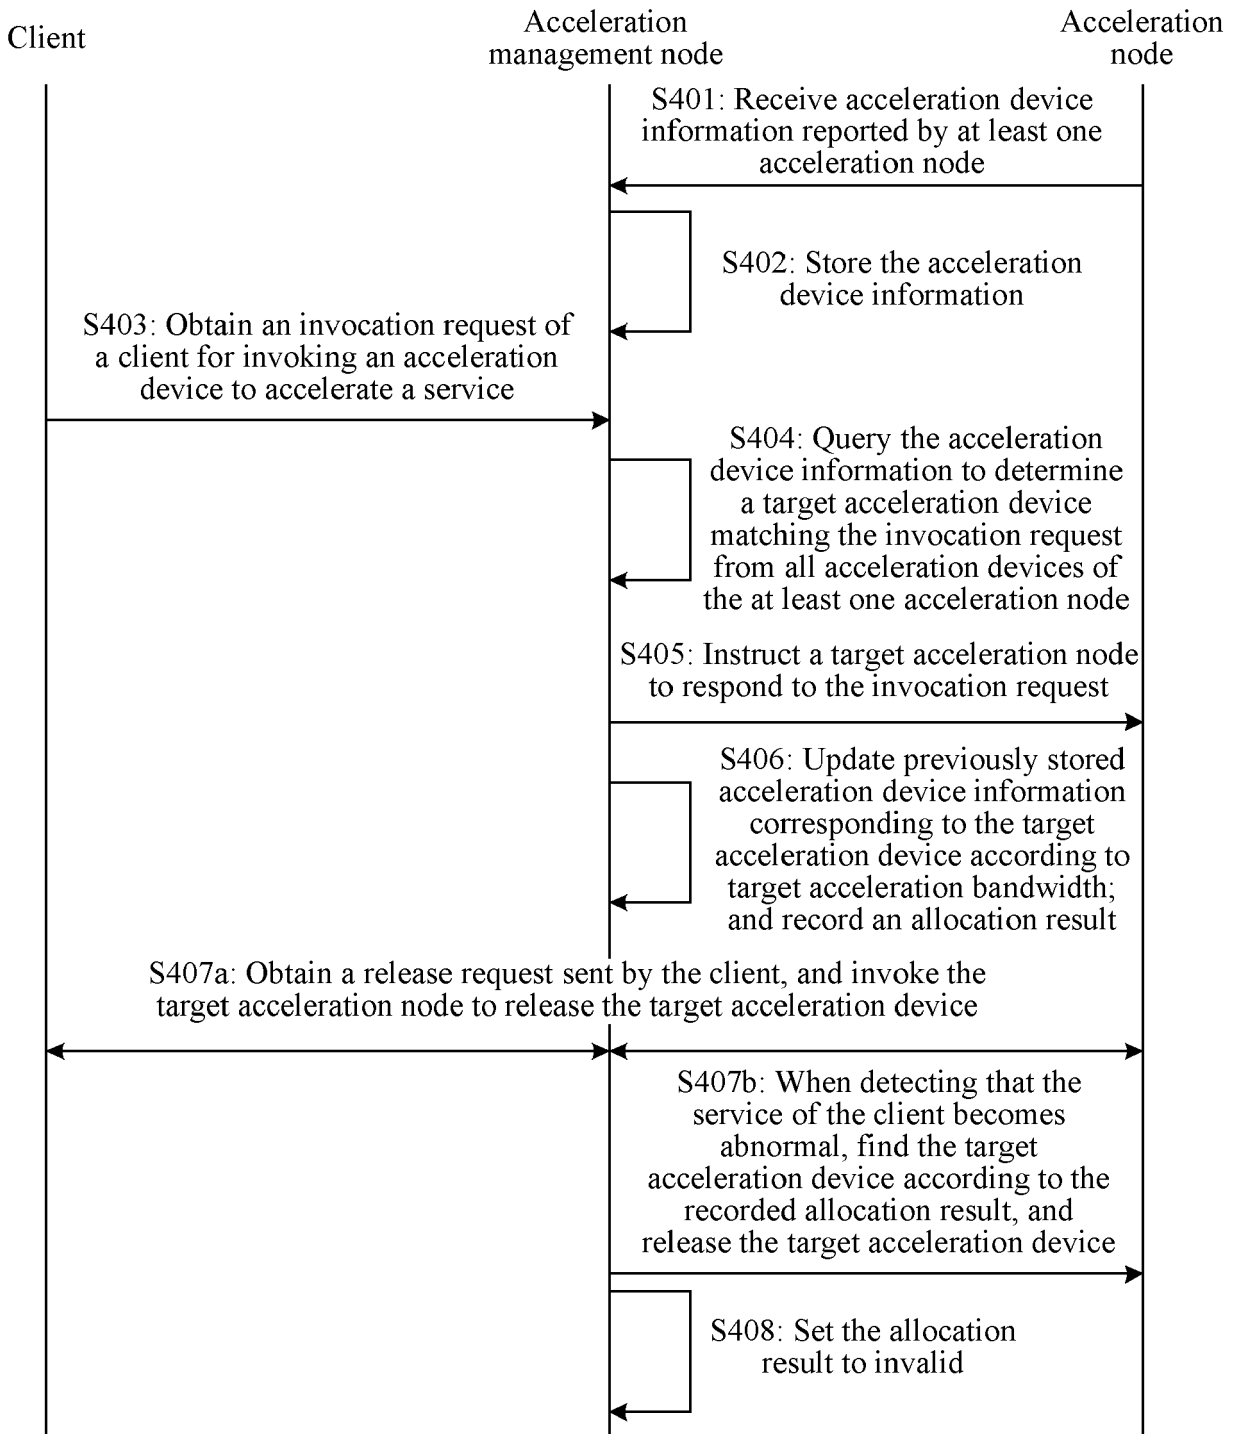 Client
Acceleration
management node
Acceleration
node
S401: Receive acceleration device
information reported by at least one
acceleration node
S402: Store the acceleration
device information
S403: Obtain an invocation request of
a client for invoking an acceleration
device to accelerate a service
S404: Query the acceleration
device information to determine
a target acceleration device
matching the invocation request
from all acceleration devices of
the at least one acceleration node
S405: Instruct a target acceleration node
to respond to the invocation request
S406: Update previously stored
acceleration device information
corresponding to the target
acceleration device according to
target acceleration bandwidth;
and record an allocation result
S407a: Obtain a release request sent by the client, and invoke the
target acceleration node to release the target acceleration device
S407b: When detecting that the
service of the client becomes
abnormal, find the target
acceleration device according to the
recorded allocation result, and
release the target acceleration device
S408: Set the allocation
result to invalid